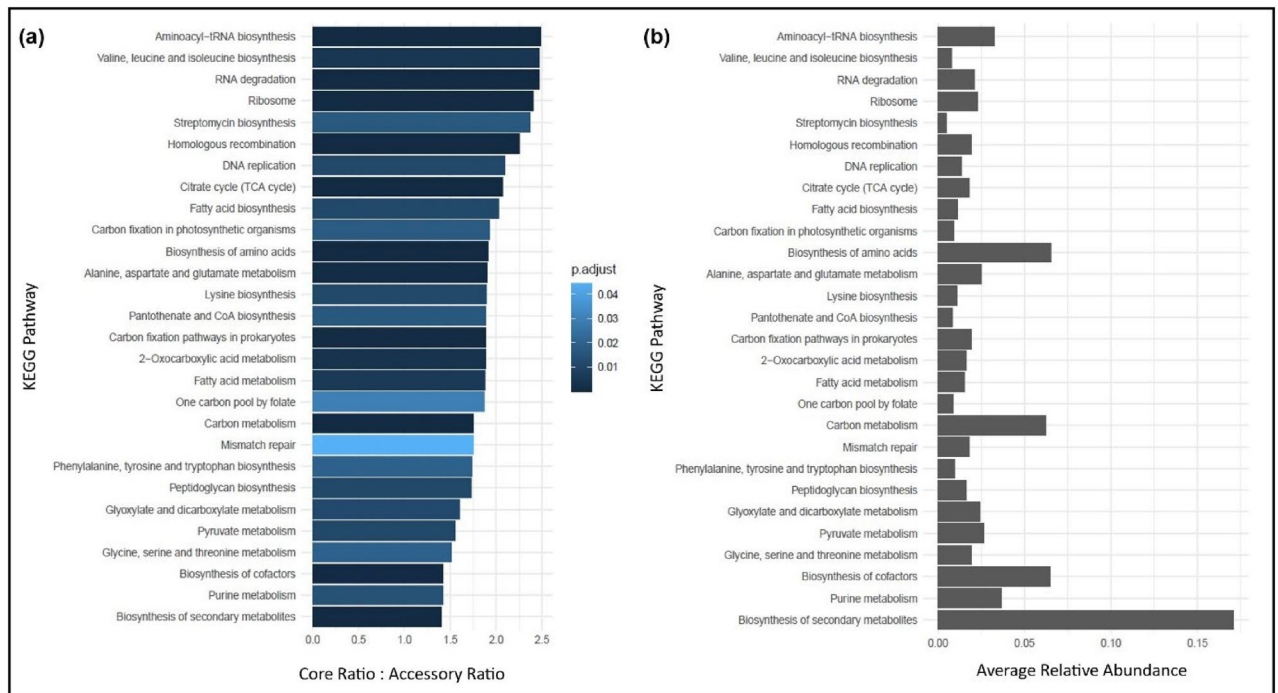 (a)
KEGG Pathway
Aminoacyl−tRNA biosynthesis
Valine, leucine and isoleucine biosynthesis
RNA degradation
Ribosome
Streptomycin biosynthesis
Homologous recombination
DNA replication
Citrate cycle (TCA cycle)
Fatty acid biosynthesis
Carbon fixation in photosynthetic organisms
Biosynthesis of amino acids
Alanine, aspartate and glutamate metabolism
Lysine biosynthesis
Pantothenate and CoA biosynthesis
Carbon fixation pathways in prokaryotes
2−Oxocarboxylic acid metabolism
Fatty acid metabolism
One carbon pool by folate
Carbon metabolism
Mismatch repair
Phenylalanine, tyrosine and tryptophan biosynthesis
Peptidoglycan biosynthesis
Glyoxylate and dicarboxylate metabolism
Pyruvate metabolism
Glycine, serine and threonine metabolism
Biosynthesis of cofactors
Purine metabolism
Biosynthesis of secondary metabolites
0.0 0.5 1.0 1.5 2.0 2.5
Core Ratio : Accessory Ratio
p.adjust
0.04
0.03
0.02
0.01
(b)
KEGG Pathway
Aminoacyl−tRNA biosynthesis
Valine, leucine and isoleucine biosynthesis
RNA degradation
Ribosome
Streptomycin biosynthesis
Homologous recombination
DNA replication
Citrate cycle (TCA cycle)
Fatty acid biosynthesis
Carbon fixation in photosynthetic organisms
Biosynthesis of amino acids
Alanine, aspartate and glutamate metabolism
Lysine biosynthesis
Pantothenate and CoA biosynthesis
Carbon fixation pathways in prokaryotes
2−Oxocarboxylic acid metabolism
Fatty acid metabolism
One carbon pool by folate
Carbon metabolism
Mismatch repair
Phenylalanine, tyrosine and tryptophan biosynthesis
Peptidoglycan biosynthesis
Glyoxylate and dicarboxylate metabolism
Pyruvate metabolism
Glycine, serine and threonine metabolism
Biosynthesis of cofactors
Purine metabolism
Biosynthesis of secondary metabolites
0.00 0.05 0.10 0.15
Average Relative Abundance